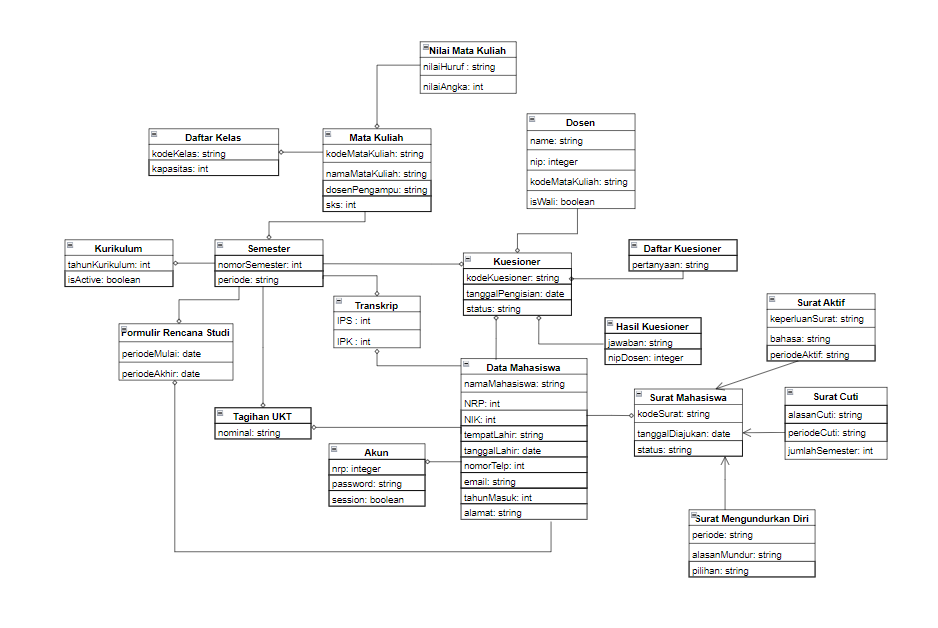 Nilai Mata Kuliah
nilaiHuruf : string
nilaiAngka: int
Dosen
name: string
nip: integer
kodeMataKuliah: string
isWali: boolean
Daftar Kelas
kodeKelas: string
kapasitas: int
Mata Kuliah
kodeMataKuliah: string
namaMataKuliah: string
dosenPengampu: string
sks: int
Kurikulum
tahunKurikulum: int
isActive: boolean
Semester
nomorSemester: int
periode: string
Kuesioner
kodeKuesioner: string
tanggalPengisian: date
status: string
Daftar Kuesioner
pertanyaan: string
Transkrip
IPS : int
IPK : int
Surat Aktif
keperluanSurat: string
bahasa: string
periodeAktif: string
Formulir Rencana Studi
periodeMulai: date
periodeAkhir: date
Hasil Kuesioner
jawaban: string
nipDosen: integer
Data Mahasiswa
namaMahasiswa: string
NRP: int
NIK: int
tempatLahir: string
tanggalLahir: date
nomorTelp: int
email: string
tahunMasuk: int
alamat: string
Surat Mahasiswa
kodeSurat: string
tanggalDiajukan: date
status: string
Surat Cuti
alasanCuti: string
periodeCuti: string
jumlahSemester: int
Tagihan UKT
nominal: string
Akun
nrp: integer
password: string
session: boolean
Surat Mengundurkan Diri
periode: string
alasanMundur: string
pilihan: string